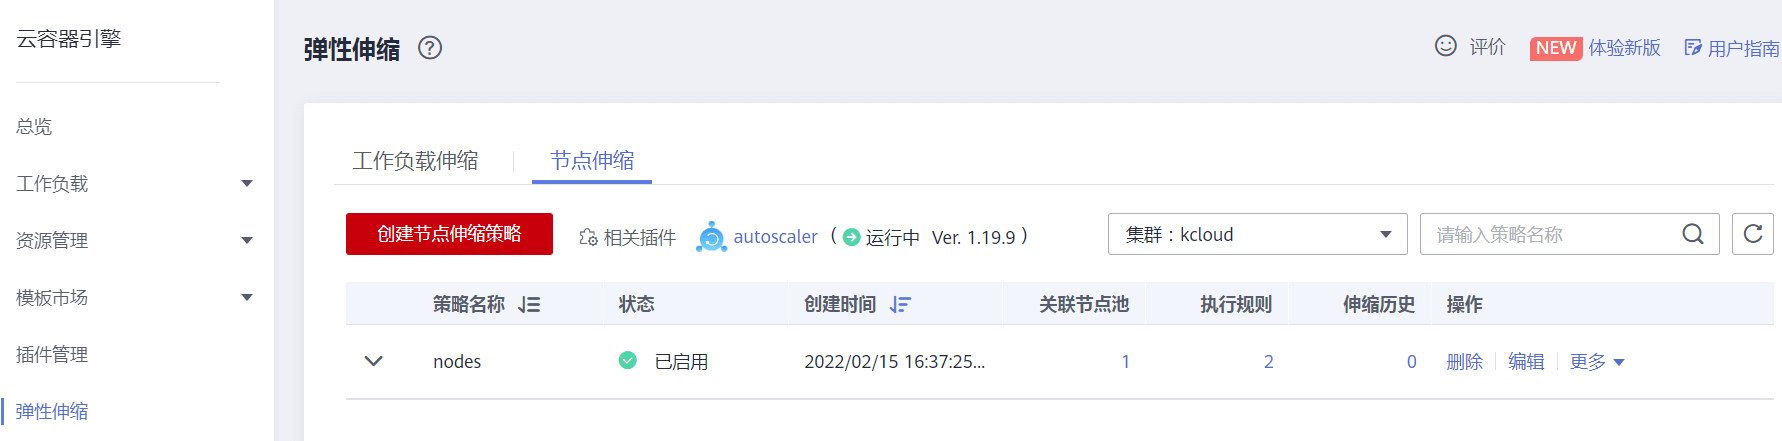 云容器引擎
总览
工作负载
资源管理
模板市场
插件管理
弹性伸缩
弹性伸缩 ?
评价 NEW 体验新版 用户指南
工作负载伸缩 节点伸缩
创建节点伸缩策略 相关插件 autoscaler ( 运行中 Ver. 1.19.9 ) 集群：kcloud 请输入策略名称
策略名称 状态 创建时间 关联节点池 执行规则 伸缩历史 操作
nodes 已启用 2022/02/15 16:37:25... 1 2 0 删除 编辑 更多